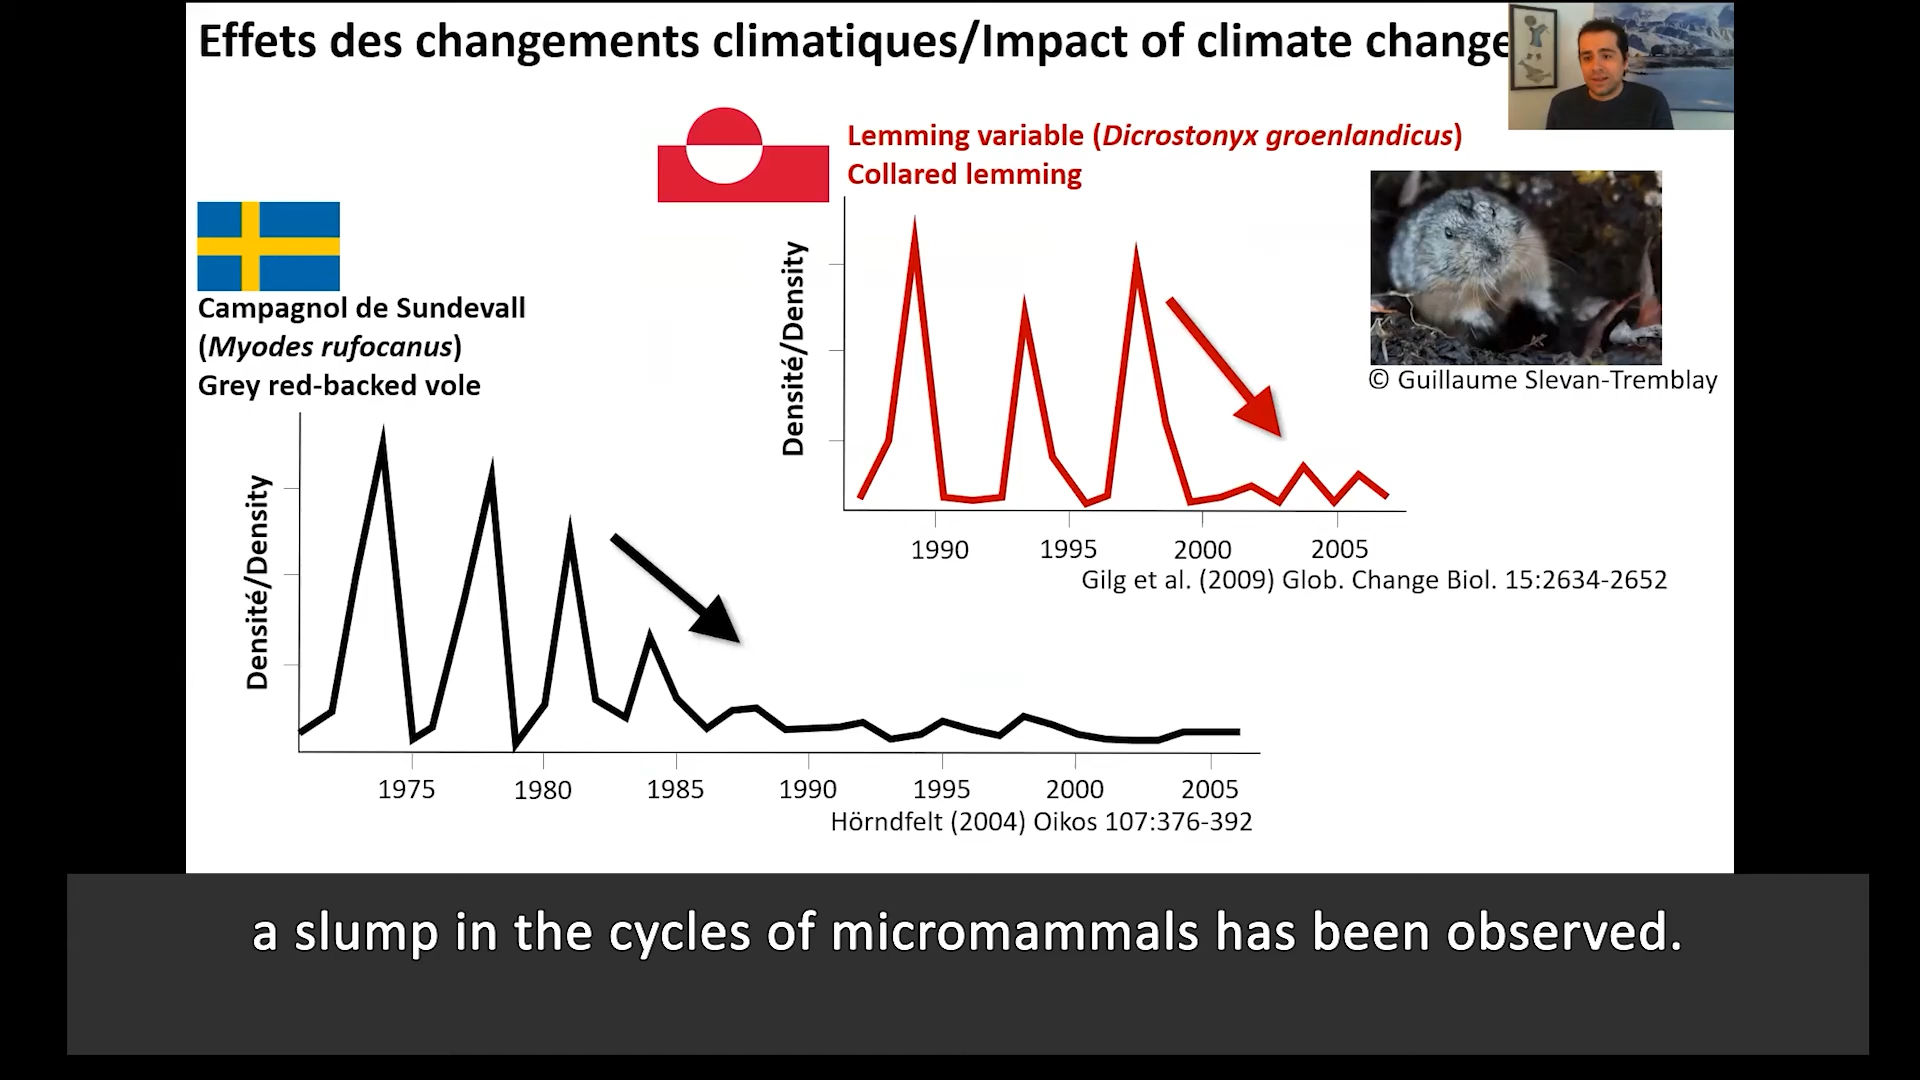 Effets des changements climatiques/Impact of climate change
Lemming variable (Dicrostonyx groenlandicus)
Collared lemming
Densité/Density
© Guillaume Slevan-Tremblay
1990 1995 2000 2005
Gilg et al. (2009) Glob. Change Biol. 15:2634-2652
Campagnol de Sundevall
(Myodes rufocanus)
Grey red-backed vole
Densité/Density
1975 1980 1985 1990 1995 2000 2005
Hörndfelt (2004) Oikos 107:376-392
a slump in the cycles of micromammals has been observed.